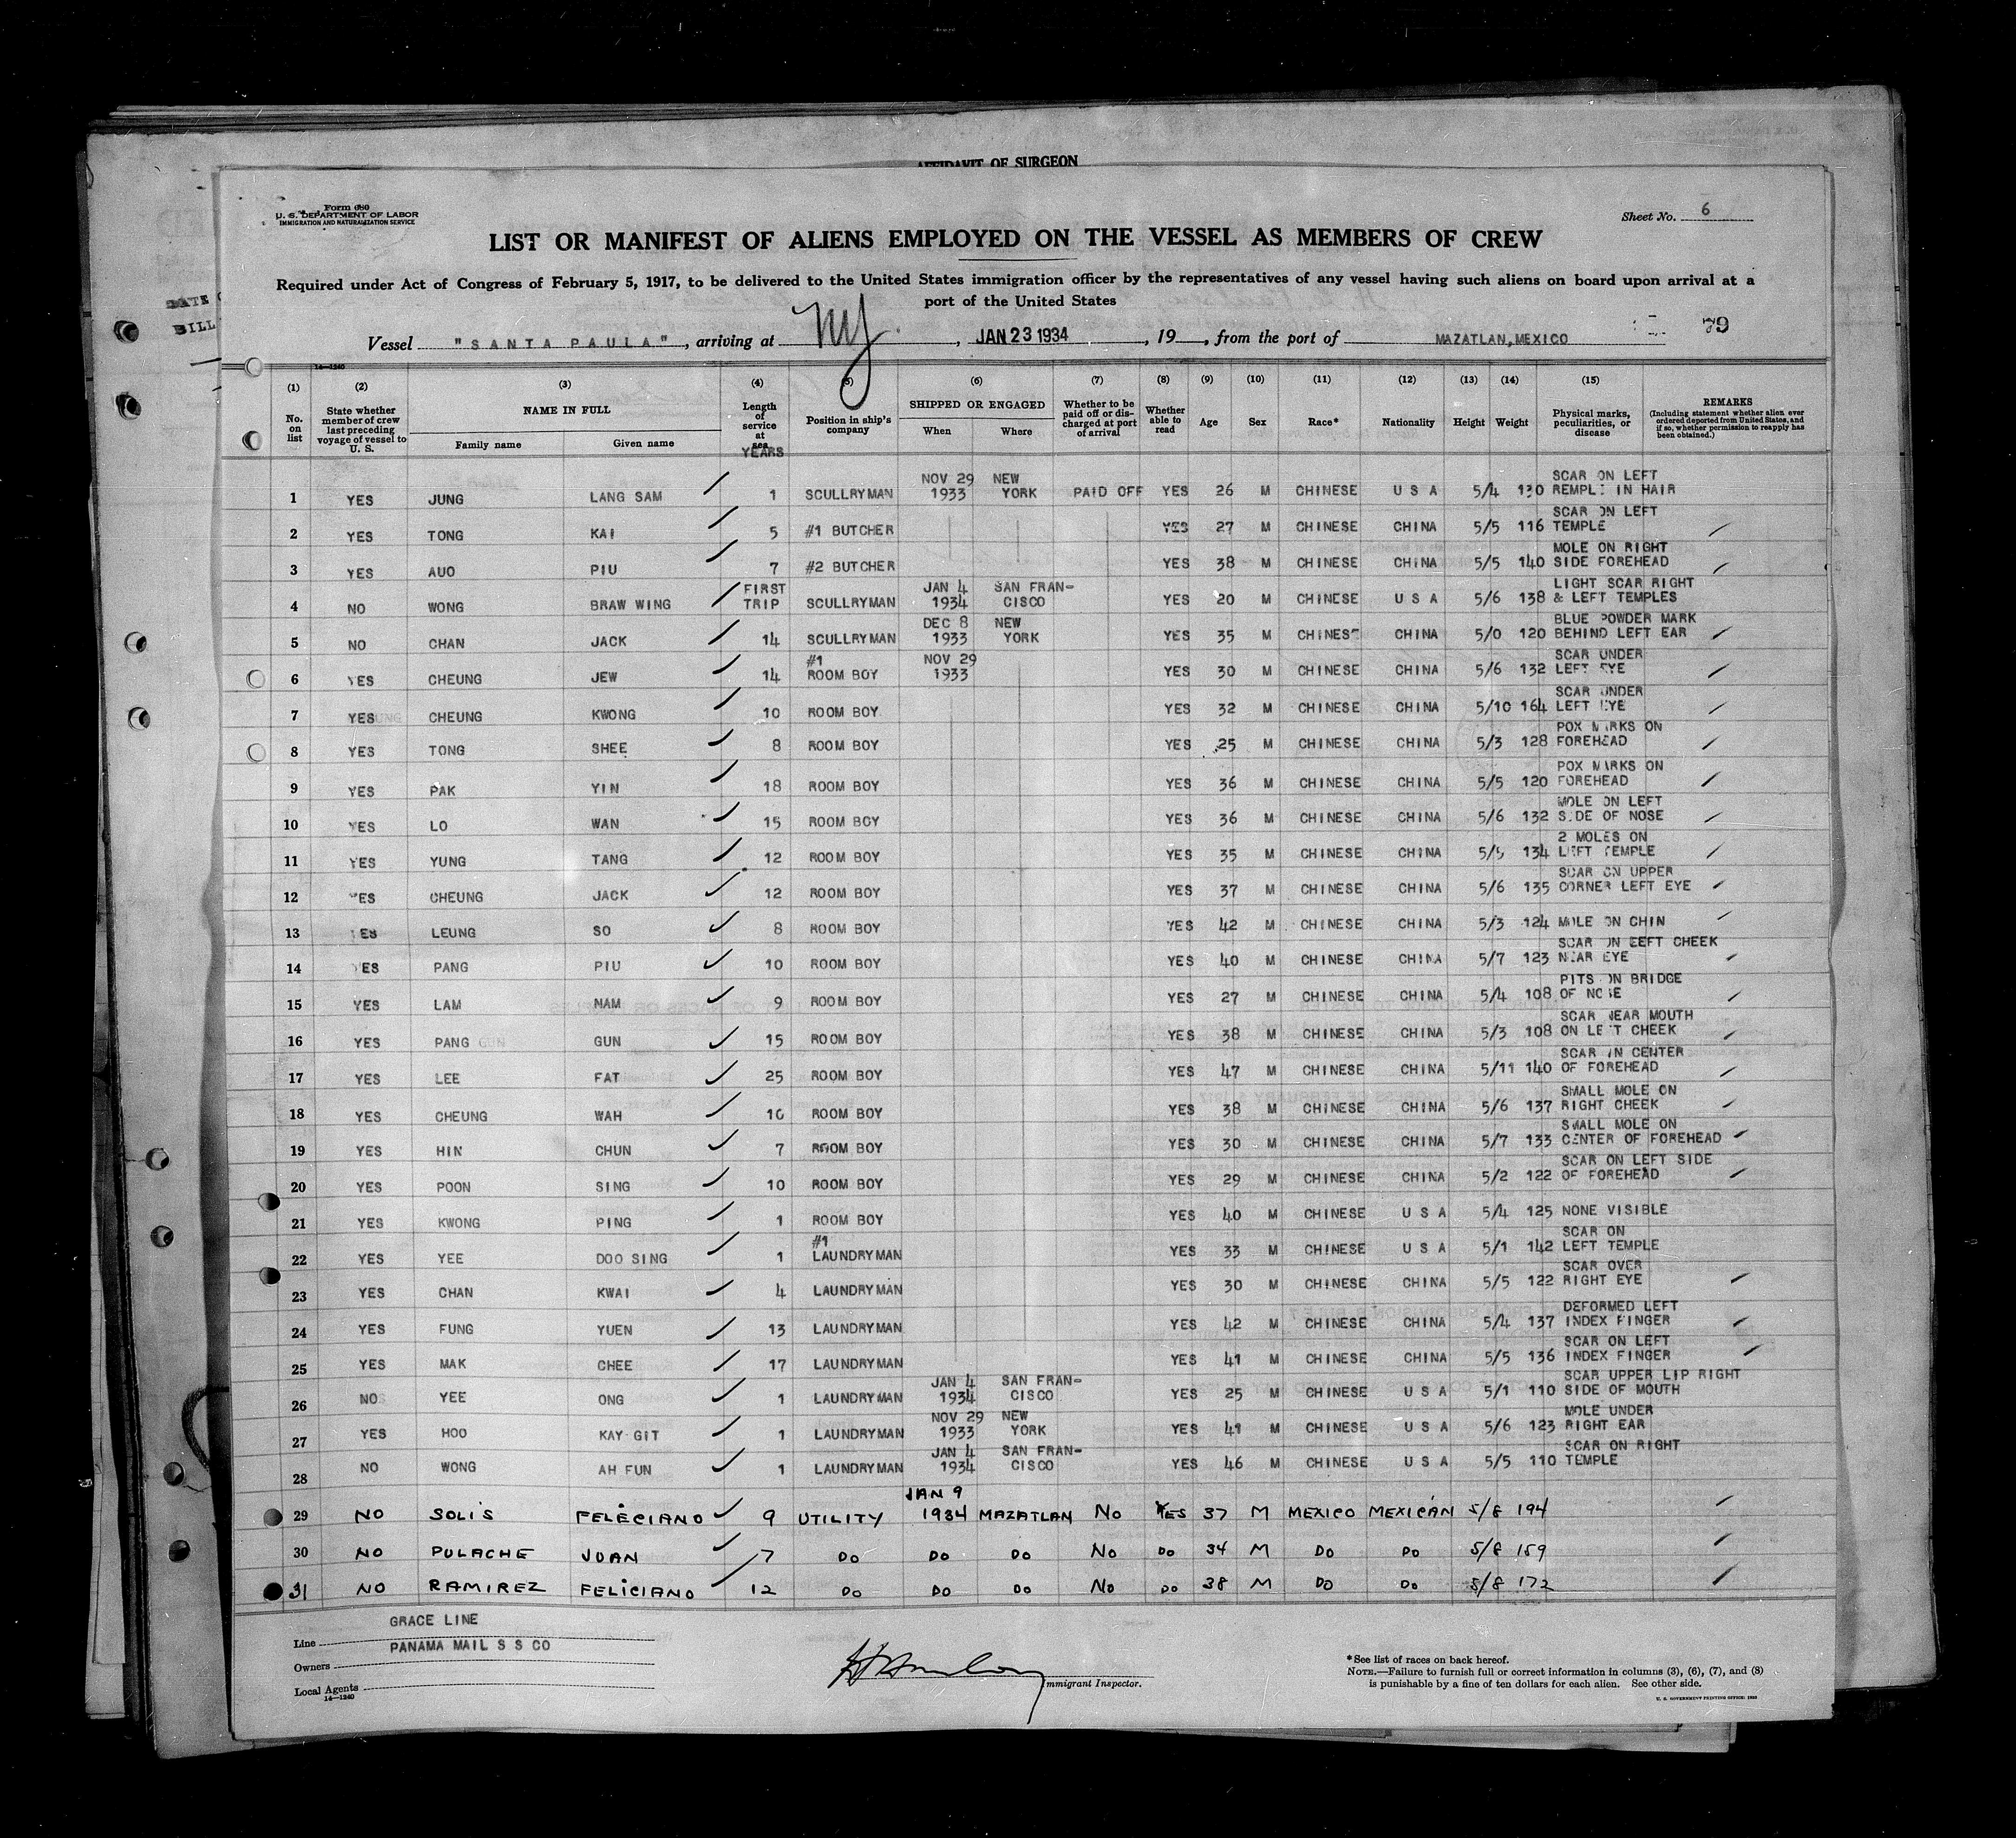 AFFIDAVIT OF SURGEON
Form 680
U. S. DEPARTMENT OF LABOR
IMMIGRATION AND NATURALIZATION SERVICE
Sheet No. 6
LIST OR MANIFEST OF ALIENS EMPLOYED ON THE VESSEL AS MEMBERS OF CREW
Required under Act of Congress of February 5, 1917, to be delivered to the United States immigration officer by the representatives of any vessel having such aliens on board upon arrival at a
port of the United States
DATE
BILL
Vessel "SANTA PAULA", arriving at NY., JAN 23 1934, 19 , from the port of MAZATLAN, MEXICO 79
14—1240
(1) (2) (3) (4) (5) (6) (7) (8) (9) (10) (11) (12) (13) (14) (15)
No. on list State whether member of crew last preceding voyage of vessel to U. S. NAME IN FULL Family name Given name Length of service at sea YEARS Position in ship's company SHIPPED OR ENGAGED When Where Whether to be paid off or discharged at port of arrival Whether able to read Age Sex Race* Nationality Height Weight Physical marks, peculiarities, or disease REMARKS (Including statement whether alien ever ordered deported from United States, and if so, whether permission to reapply has been obtained.)
1 YES JUNG LANG SAM 1 SCULLRYMAN NOV 29 1933 NEW YORK PAID OFF YES 26 M CHINESE U S A 5/4 130 SCAR ON LEFT REMPLE IN HAIR
2 YES TONG KAI 5 #1 BUTCHER YES 27 M CHINESE CHINA 5/5 116 SCAR ON LEFT TEMPLE
3 YES AUO PIU 7 #2 BUTCHER YES 38 M CHINESE CHINA 5/5 140 MOLE ON RIGHT SIDE FOREHEAD
4 NO WONG BRAW WING FIRST TRIP SCULLRYMAN JAN 4 1934 SAN FRANCISCO YES 20 M CHINESE U S A 5/6 138 LIGHT SCAR RIGHT & LEFT TEMPLES
5 NO CHAN JACK 14 SCULLRYMAN DEC 8 1933 NEW YORK YES 35 M CHINESE CHINA 5/0 120 BLUE POWDER MARK BEHIND LEFT EAR
6 YES CHEUNG JEW 14 #1 ROOM BOY NOV 29 1933 YES 30 M CHINESE CHINA 5/6 132 SCAR UNDER LEFT EYE
7 YES CHEUNG KWONG 10 ROOM BOY YES 32 M CHINESE CHINA 5/10 164 SCAR UNDER LEFT EYE
8 YES TONG SHEE 8 ROOM BOY YES 25 M CHINESE CHINA 5/3 128 POX MARKS ON FOREHEAD
9 YES PAK YIN 18 ROOM BOY YES 36 M CHINESE CHINA 5/5 120 POX MARKS ON FOREHEAD
10 YES LO WAN 15 ROOM BOY YES 36 M CHINESE CHINA 5/6 132 MOLE ON LEFT SIDE OF NOSE
11 YES YUNG TANG 12 ROOM BOY YES 35 M CHINESE CHINA 5/5 134 2 MOLES ON LEFT TEMPLE
12 YES CHEUNG JACK 12 ROOM BOY YES 37 M CHINESE CHINA 5/6 135 SCAR ON UPPER CORNER LEFT EYE
13 YES LEUNG SO 8 ROOM BOY YES 42 M CHINESE CHINA 5/3 124 MOLE ON CHIN
14 YES PANG PIU 10 ROOM BOY YES 40 M CHINESE CHINA 5/7 123 SCAR ON LEFT CHEEK NEAR EYE
15 YES LAM NAM 9 ROOM BOY YES 27 M CHINESE CHINA 5/4 108 PITS ON BRIDGE OF NOSE
16 YES PANG GUN 15 ROOM BOY YES 38 M CHINESE CHINA 5/3 108 SCAR NEAR MOUTH ON LEFT CHEEK
17 YES LEE FAT 25 ROOM BOY YES 47 M CHINESE CHINA 5/11 140 SCAR IN CENTER OF FOREHEAD
18 YES CHEUNG WAH 10 ROOM BOY YES 38 M CHINESE CHINA 5/6 137 SMALL MOLE ON RIGHT CHEEK
19 YES HIN CHUN 7 ROOM BOY YES 30 M CHINESE CHINA 5/7 133 SMALL MOLE ON CENTER OF FOREHEAD
20 YES POON SING 10 ROOM BOY YES 29 M CHINESE CHINA 5/2 122 SCAR ON LEFT SIDE OF FOREHEAD
21 YES KWONG PING 1 ROOM BOY YES 40 M CHINESE U S A 5/4 125 NONE VISIBLE
22 YES YEE DOO SING 1 #1 LAUNDRYMAN YES 33 M CHINESE U S A 5/1 142 SCAR ON LEFT TEMPLE
23 YES CHAN KWAI 4 LAUNDRYMAN YES 30 M CHINESE CHINA 5/5 122 SCAR OVER RIGHT EYE
24 YES FUNG YUEN 13 LAUNDRYMAN YES 42 M CHINESE CHINA 5/4 137 DEFORMED LEFT INDEX FINGER
25 YES MAK CHEE 17 LAUNDRYMAN YES 41 M CHINESE CHINA 5/5 136 SCAR ON LEFT INDEX FINGER
26 NO YEE ONG 1 LAUNDRYMAN JAN 4 1934 SAN FRANCISCO YES 25 M CHINESE U S A 5/1 110 SCAR UPPER LIP RIGHT SIDE OF MOUTH
27 YES HOO KAY GIT 1 LAUNDRYMAN NOV 29 1933 NEW YORK YES 41 M CHINESE U S A 5/6 123 MOLE UNDER RIGHT EAR
28 NO WONG AH FUN 1 LAUNDRYMAN JAN 4 1934 SAN FRANCISCO YES 46 M CHINESE U S A 5/5 110 SCAR ON RIGHT TEMPLE
29 NO SOLIS FELECIANO 9 UTILITY JAN 9 1934 MAZATLAN NO YES 37 M MEXICO MEXICAN 5/8 194
30 NO PULACHE JUAN 7 DO DO DO NO DO 34 M DO DO 5/8 159
31 NO RAMIREZ FELICIANO 12 DO DO DO NO DO 38 M DO DO 5/8 172
Line GRACE LINE
Owners PANAMA MAIL S S CO
Local Agents
14—1240
Immigrant Inspector.
*See list of races on back hereof.
NOTE.—Failure to furnish full or correct information in columns (3), (6), (7), and (8)
is punishable by a fine of ten dollars for each alien. See other side.
U. S. GOVERNMENT PRINTING OFFICE: 1933